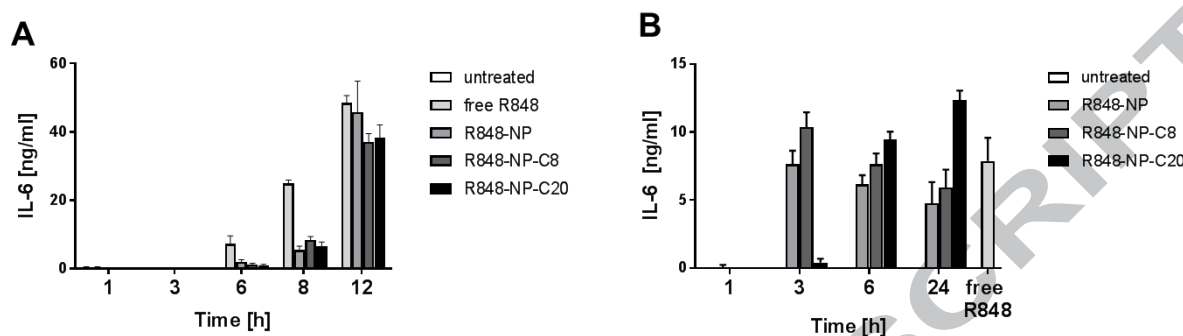 A
IL-6 [ng/ml]
60
40
20
0
1 3 6 8 12
Time [h]
untreated
free R848
R848-NP
R848-NP-C8
R848-NP-C20
B
IL-6 [ng/ml]
15
10
5
0
1 3 6 24 free
R848
Time [h]
untreated
R848-NP
R848-NP-C8
R848-NP-C20
SCRIPT